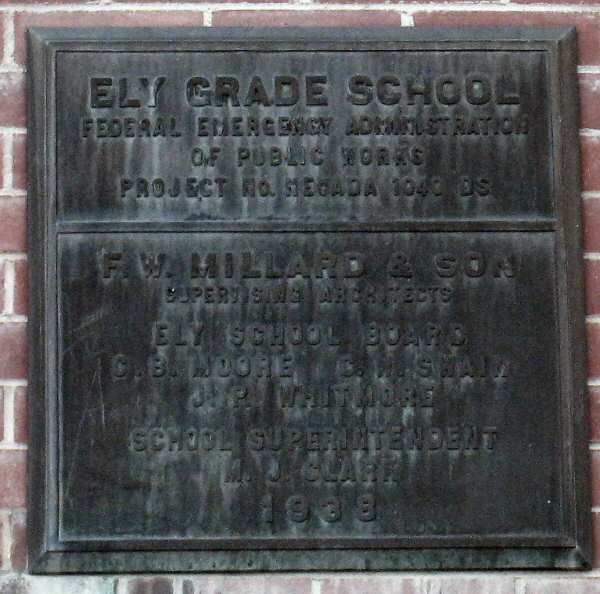 ELY GRADE SCHOOL
FEDERAL EMERGENCY ADMINISTRATION
OF PUBLIC WORKS
PROJECT NO. NEVADA 1040 DS
F. W. MILLARD & SON
SUPERVISING ARCHITECTS
ELY SCHOOL BOARD
C. B. MOORE
J. R. WHITMORE
SCHOOL SUPERINTENDENT
M. J. CLARK
1938